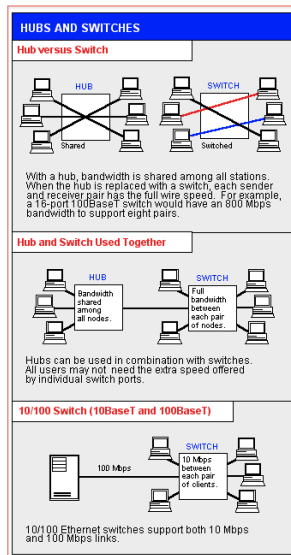 HUBS AND SWITCHES
Hub versus Switch
HUB
SWITCH
Shared
Switched
With a hub, bandwidth is shared among all stations.
When the hub is replaced with a switch, each sender
and receiver pair has the full wire speed. For example,
a 16-port 100BaseT switch would have an 800 Mbps
bandwidth to support eight pairs.
Hub and Switch Used Together
HUB
SWITCH
Bandwidth
shared
among
all nodes.
Full
bandwidth
between
each pair
of nodes.
Hubs can be used in combination with switches.
All users may not need the extra speed offered
by individual switch ports.
10/100 Switch (10BaseT and 100BaseT)
SWITCH
100 Mbps
10 Mbps
between
each pair
of clients.
10/100 Ethernet switches support both 10 Mbps
and 100 Mbps links.